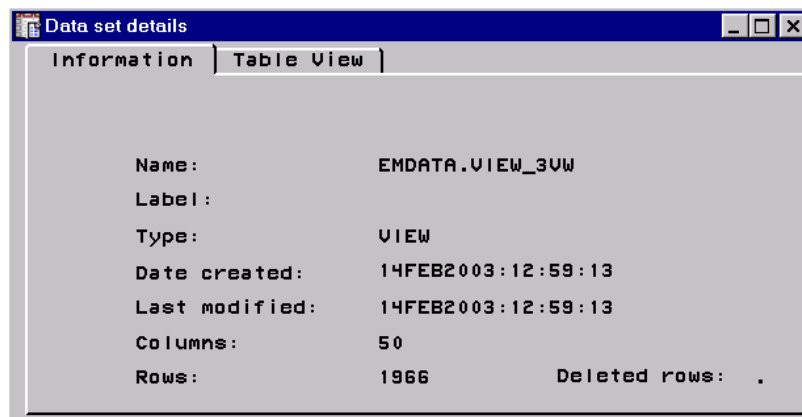 Data set details
Information Table View
Name: EMDATA.VIEW_3VW
Label:
Type: VIEW
Date created: 14FEB2003:12:59:13
Last modified: 14FEB2003:12:59:13
Columns: 50
Rows: 1966 Deleted rows: .